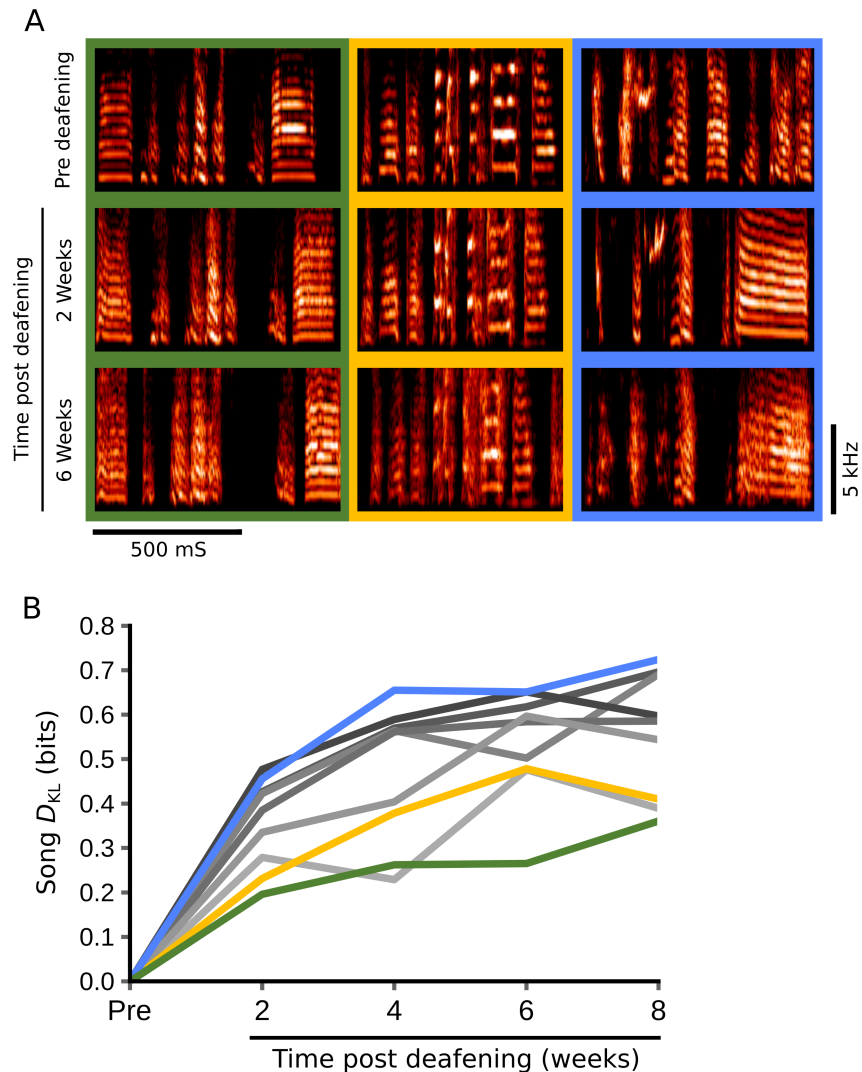 A
Pre deafening
Time post deafening
2 Weeks
6 Weeks
5 kHz
500 mS
B
Song DKL (bits)
0.8
0.7
0.6
0.5
0.4
0.3
0.2
0.1
0.0
Pre 2 4 6 8
Time post deafening (weeks)